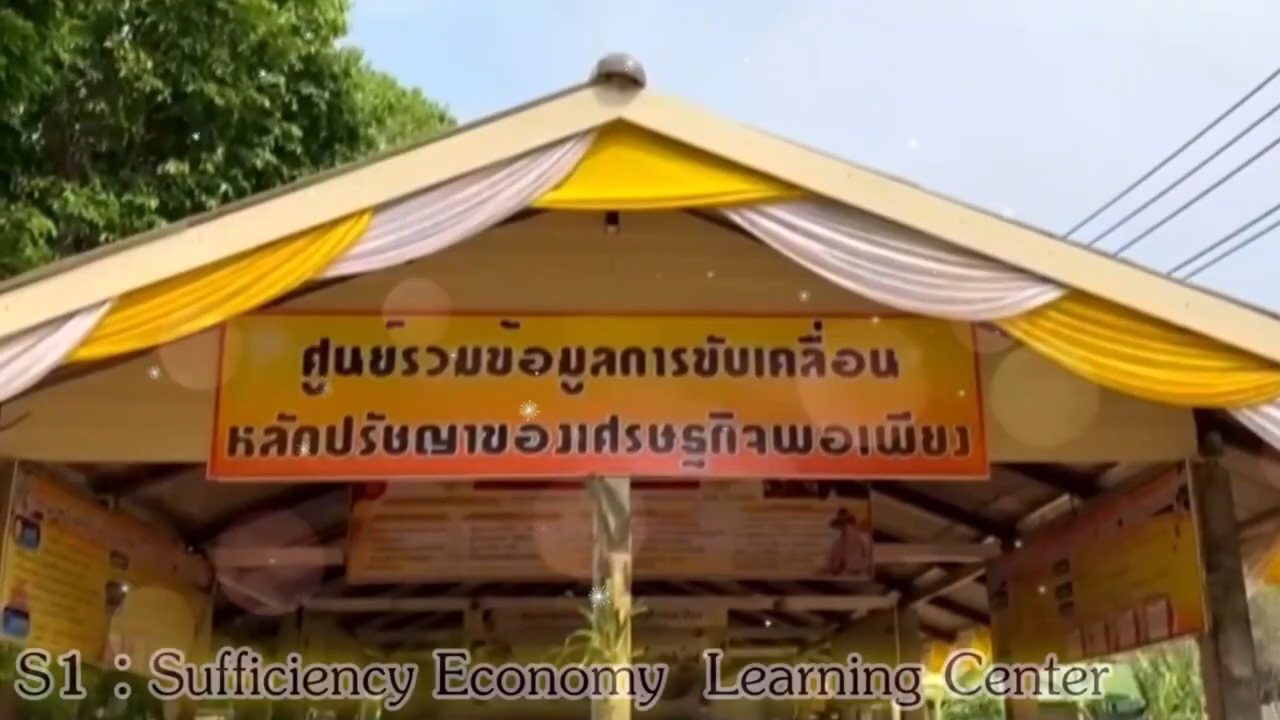 ศูนย์รวมข้อมูลการขับเคลื่อน
หลักปรัชญาของเศรษฐกิจพอเพียง
S1 : Sufficiency Economy Learning Center